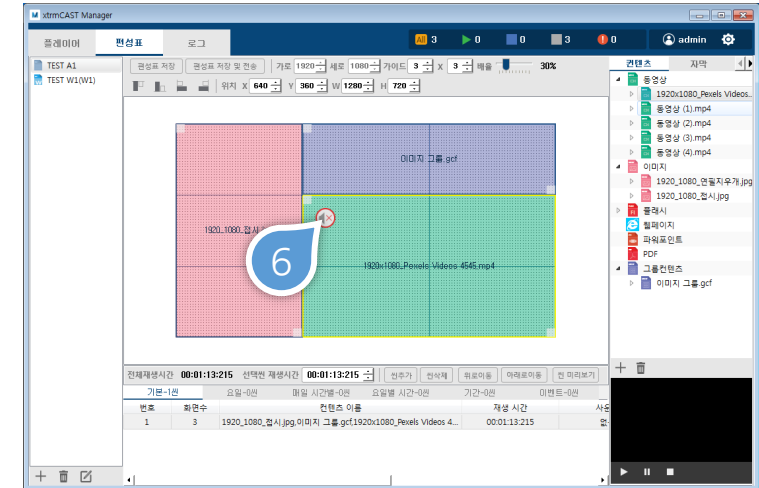 xtrmCAST Manager
플레이어 편성표 로그 All 3 0 0 3 0 admin
TEST A1
TEST W1(W1)
편성표 저장 편성표 저장 및 전송 가로 1920 세로 1080 가이드 3 x 3 배율 30%
위치 X 640 Y 360 W 1280 H 720
컨텐츠 자막
동영상
1920x1080_Pexels Videos..
동영상 (1).mp4
동영상 (2).mp4
동영상 (3).mp4
동영상 (4).mp4
이미지
1920_1080_연필지우개.jpg
1920_1080_접시.jpg
플래시
웹페이지
파워포인트
PDF
그룹컨텐츠
이미지 그룹.gcf
이미지 그룹.gcf
1920_1080_접시
6
1920x1080_Pexels Videos 4545.mp4
전체재생시간 00:01:13:215 선택씬 재생시간 00:01:13:215 씬추가 씬삭제 위로이동 아래로이동 씬 미리보기
기본-1씬 요일-0씬 매일 시간별-0씬 요일별 시간-0씬 기간-0씬 이벤트-0씬
번호 화면수 컨텐츠 이름 재생 시간 사용
1 3 1920_1080_접시.jpg,이미지 그룹.gcf,1920x1080_Pexels Videos 4... 00:01:13:215